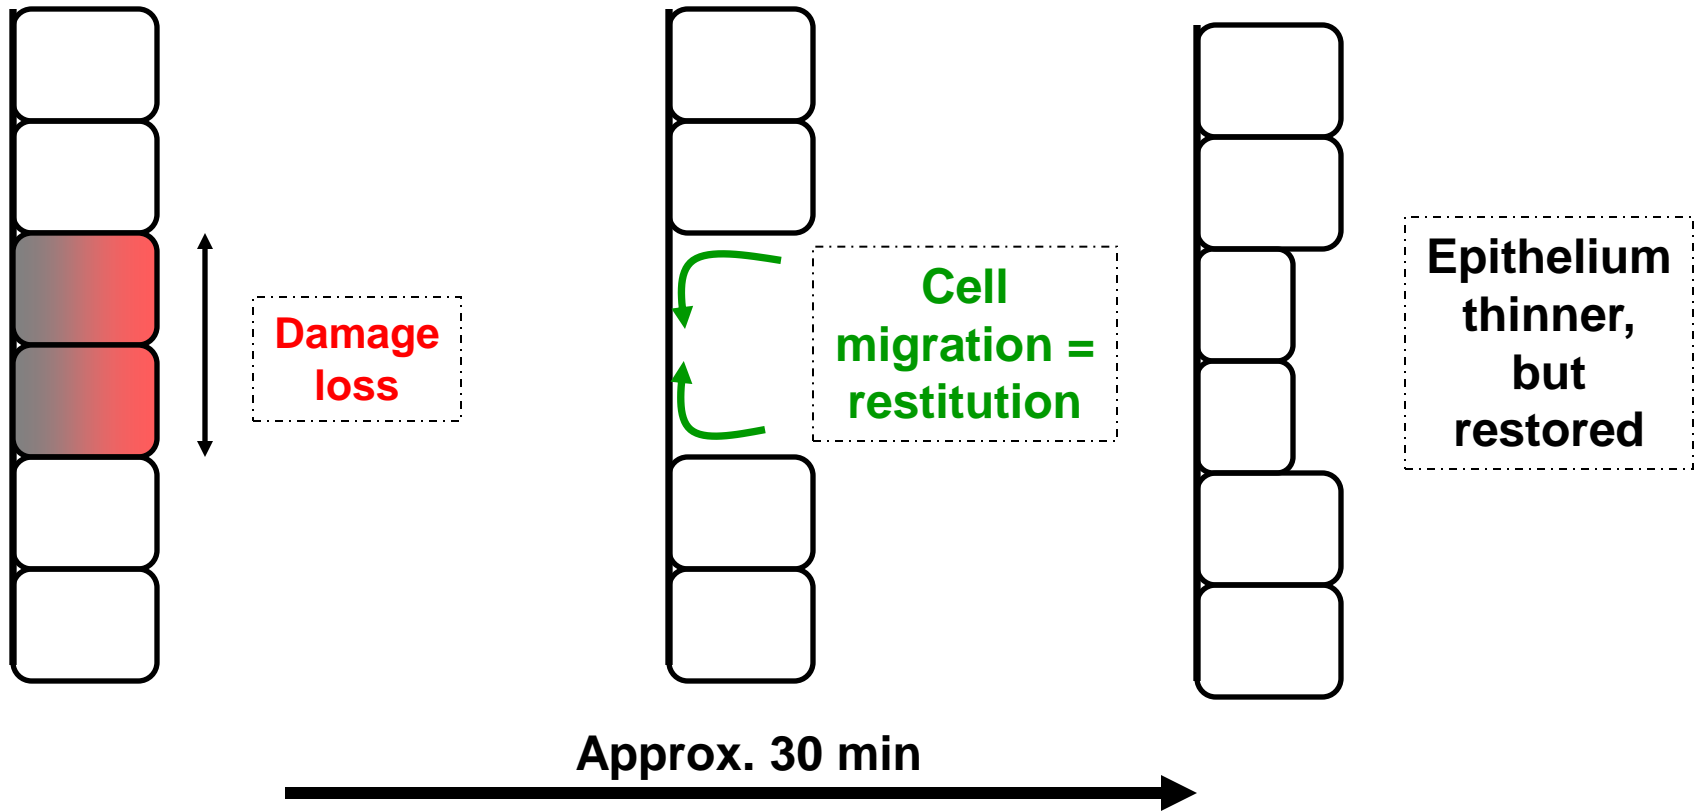 Damage
loss
Cell
migration =
restitution
Epithelium
thinner,
but
restored
Approx. 30 min